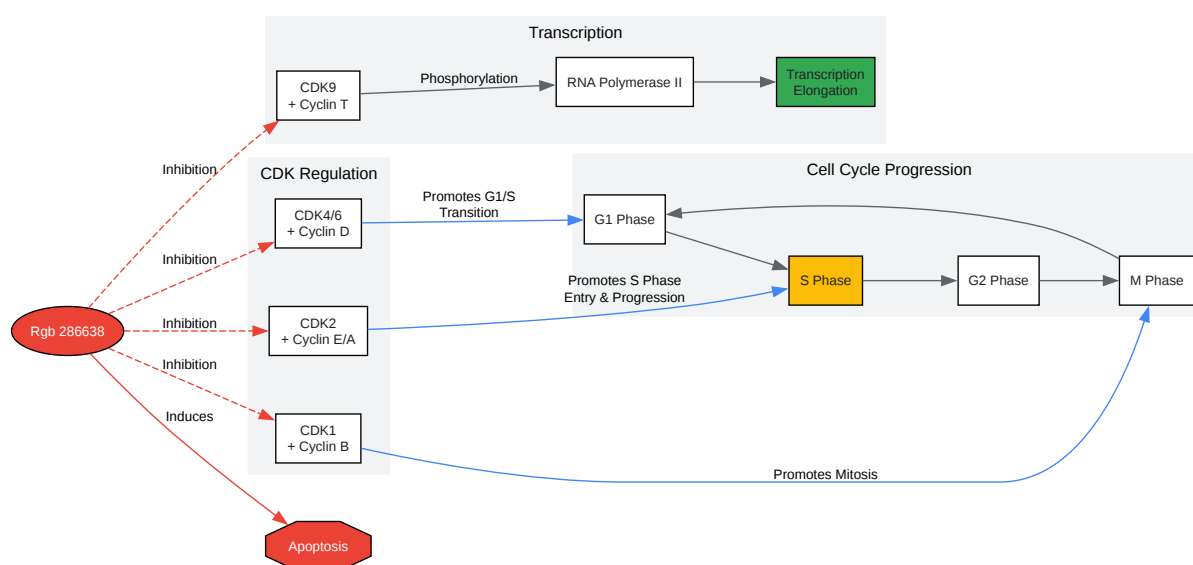 Transcription
CDK9
+ Cyclin T
Phosphorylation
RNA Polymerase II
Transcription
Elongation
Inhibition
CDK Regulation
Cell Cycle Progression
CDK4/6
+ Cyclin D
Promotes G1/S
Transition
G1 Phase
Inhibition
Promotes S Phase
Entry & Progression
S Phase
G2 Phase
M Phase
Rgb 286638
Inhibition
CDK2
+ Cyclin E/A
Inhibition
Induces
CDK1
+ Cyclin B
Promotes Mitosis
Apoptosis